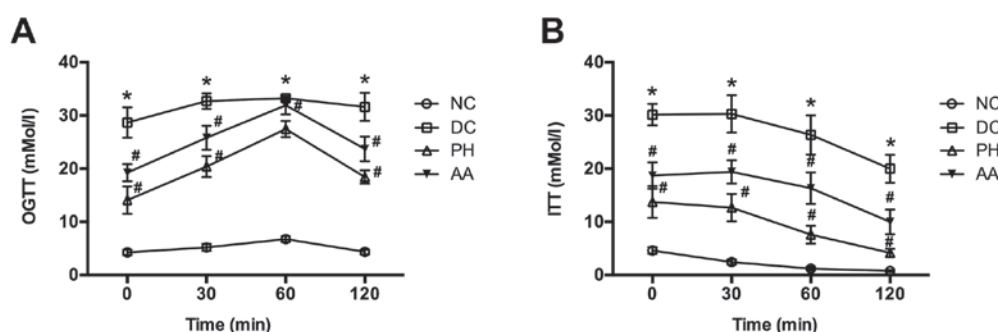 A
OGTT (mMol/l)
40
30
20
10
0
* * * *
# # # #
# # #
0 30 60 120
Time (min)
NC
DC
PH
AA
B
ITT (mMol/l)
40
30
20
10
0
* * * *
# # # #
# # # #
0 30 60 120
Time (min)
NC
DC
PH
AA